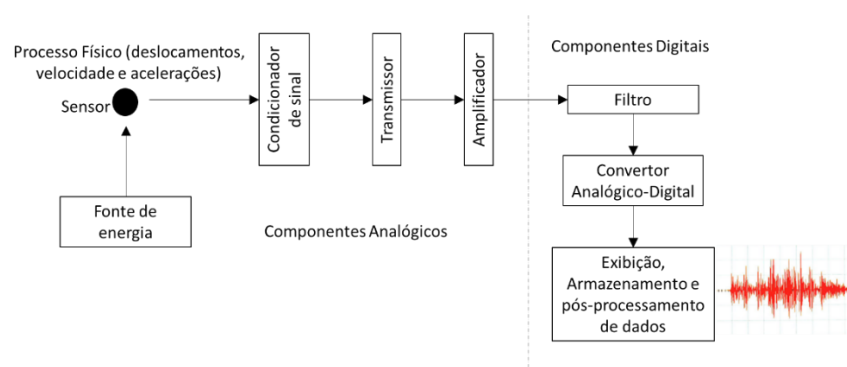 Processo Físico (deslocamentos,
velocidade e acelerações)
Sensor
Fonte de
energia
Condicionador
de sinal
Transmissor
Amplificador
Componentes Analógicos
Componentes Digitais
Filtro
Convertor
Analógico-Digital
Exibição,
Armazenamento e
pós-processamento
de dados